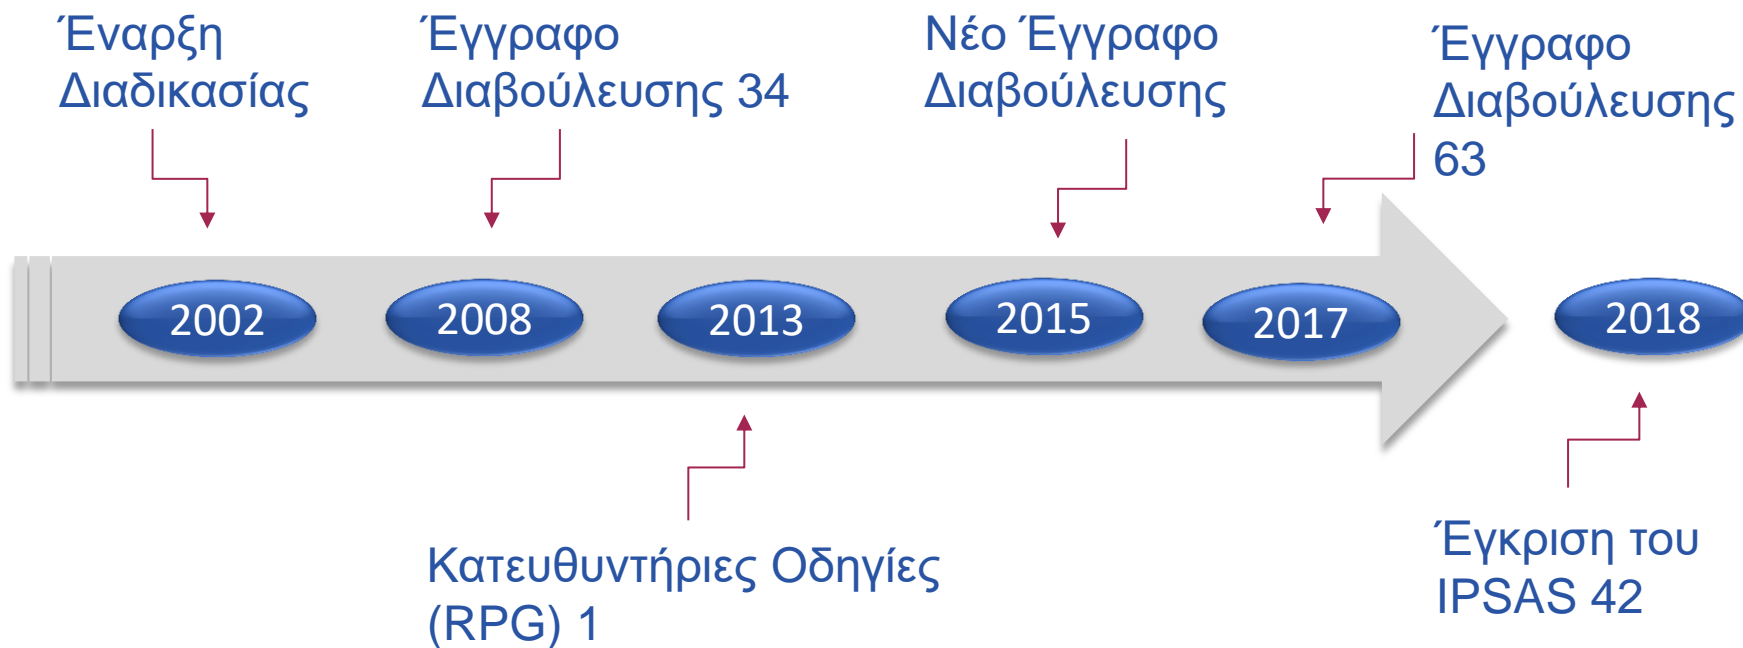 Έναρξη
Διαδικασίας
Έγγραφο
Διαβούλευσης 34
Νέο Έγγραφο
Διαβούλευσης
Έγγραφο
Διαβούλευσης
63
2002
2008
2013
2015
2017
2018
Κατευθυντήριες Οδηγίες
(RPG) 1
Έγκριση του
IPSAS 42